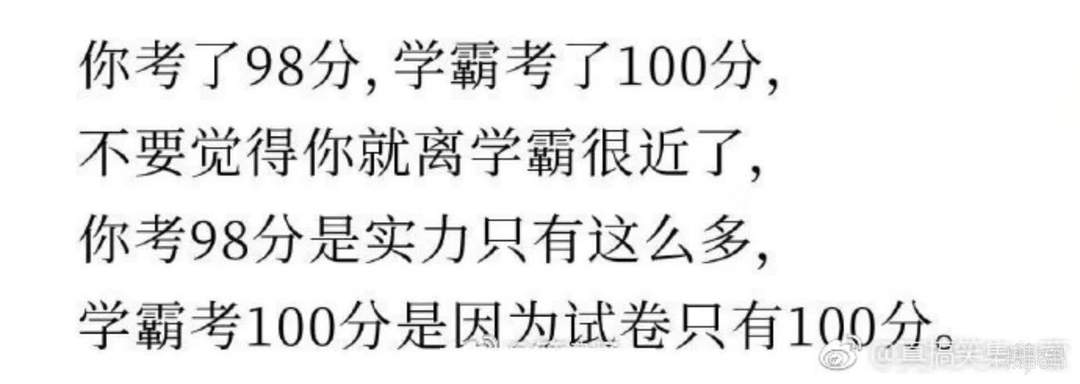 你考了98分,学霸考了100分,
不要觉得你就离学霸很近了,
你考98分是实力只有这么多,
学霸考100分是因为试卷只有100分。